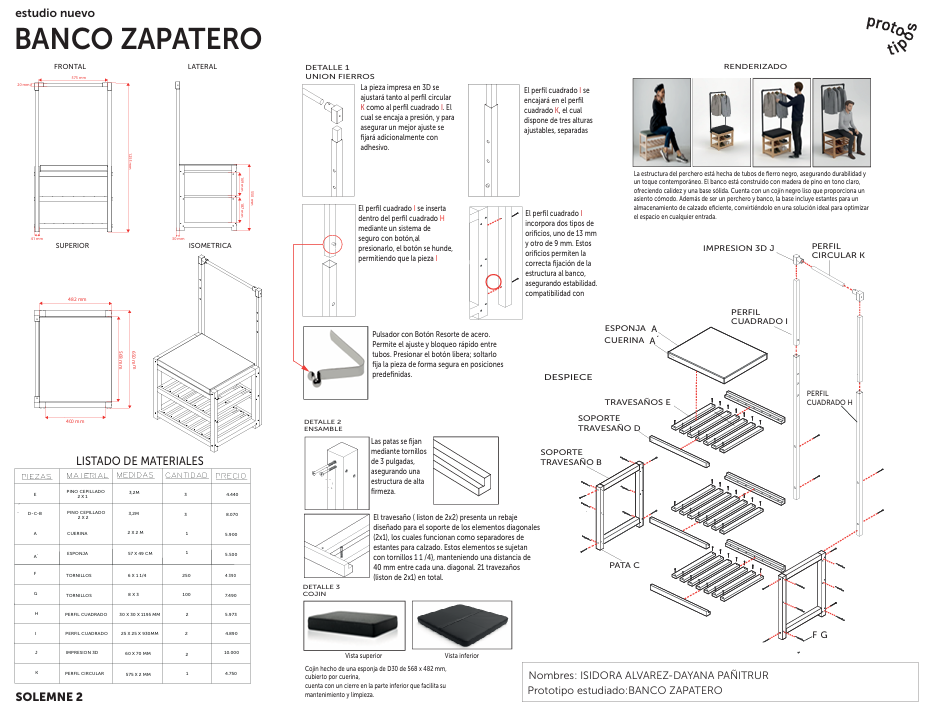 estudio nuevo
BANCO ZAPATERO
proto
tipos
FRONTAL
LATERAL
SUPERIOR
482 mm
460 mm
ISOMETRICA
LISTADO DE MATERIALES
PIEZAS MATERIAL MEDIDAS CANTIDAD PRECIO
E PINO CEPILLADO 2 X 1 3,2M 3 4.440
D-C-B PINO CEPILLADO 2 X 2 3,2M 3 8.070
A CUERINA 2 X 2 M 1 5.900
A´ ESPONJA 57 X 49 CM 1 5.500
F TORNILLOS 6 X 1 1/4 250 4.193
G TORNILLOS 8 X 3 100 7.490
H PERFIL CUADRADO 30 X 30 X 1195 MM 2 5.973
I PERFIL CUADRADO 25 X 25 X 930MM 2 4.890
J IMPRESION 3D 60 X 70 MM 2 10.000
K PERFIL CIRCULAR 575 X 2 MM 1 4.750
SOLEMNE 2
DETALLE 1
UNION FIERROS
La pieza impresa en 3D se
ajustará tanto al perfil circular
K como al perfil cuadrado I. El
cual se encaja a presión, y para
asegurar un mejor ajuste se
fijará adicionalmente con
adhesivo.
El perfil cuadrado I se
encajará en el perfil
cuadrado K, el cual
dispone de tres alturas
ajustables, separadas
El perfil cuadrado I se inserta
dentro del perfil cuadrado H
mediante un sistema de
seguro con botón,al
presionarlo, el botón se hunde,
permitiendo que la pieza I
El perfil cuadrado I
incorpora dos tipos de
orificios, uno de 13 mm
y otro de 9 mm. Estos
orificios permiten la
correcta fijación de la
estructura al banco,
asegurando estabilidad.
compatibilidad con
Pulsador con Botón Resorte de acero.
Permite el ajuste y bloqueo rápido entre
tubos. Presionar el botón libera; soltarlo
fija la pieza de forma segura en posiciones
predefinidas.
DETALLE 2
ENSAMBLE
Las patas se fijan
mediante tornillos
de 3 pulgadas,
asegurando una
estructura de alta
firmeza.
El travesaño ( liston de 2x2) presenta un rebaje
diseñado para el soporte de los elementos diagonales
(2x1), los cuales funcionan como separadores de
estantes para calzado. Estos elementos se sujetan
con tornillos 1 1 /4), manteniendo una distancia de
40 mm entre cada una. diagonal. 21 travezaños
(liston de 2x1) en total.
DETALLE 3
COJIN
Vista superior
Vista inferior
Cojin hecho de una esponja de D30 de 568 x 482 mm,
cubierto por cuerina,
cuenta con un cierre en la parte inferior que facilita su
mantenimiento y limpieza.
RENDERIZADO
La estructura del perchero está hecha de tubos de fierro negro, asegurando durabilidad y
un toque contemporáneo. El banco está construido con madera de pino en tono claro,
ofreciendo calidez y una base sólida. Cuenta con un cojín negro liso que proporciona un
asiento cómodo. Además de ser un perchero y banco, la base incluye estantes para un
almacenamiento de calzado eficiente, convirtiéndolo en una solución ideal para optimizar
el espacio en cualquier entrada.
IMPRESION 3D J
PERFIL
CIRCULAR K
PERFIL
CUADRADO I
ESPONJA A´
CUERINA A
DESPIECE
PERFIL
CUADRADO H
TRAVESAÑOS E
SOPORTE
TRAVESAÑO D
SOPORTE
TRAVESAÑO B
PATA C
F G
Nombres: ISIDORA ALVAREZ-DAYANA PAÑITRUR
Prototipo estudiado:BANCO ZAPATERO